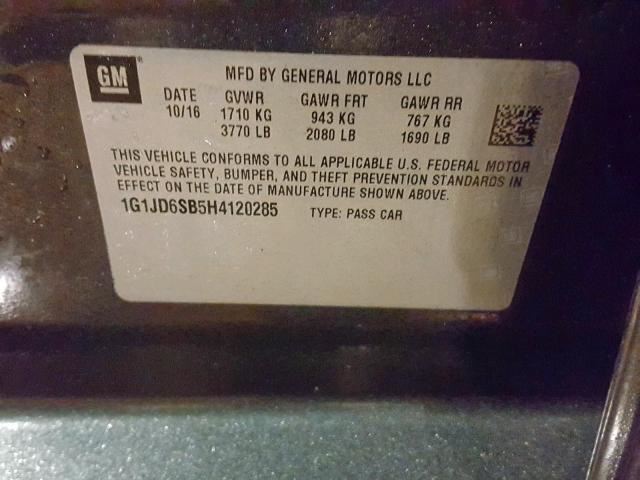 GM®
MFD BY GENERAL MOTORS LLC
DATE GVWR GAWR FRT GAWR RR
10/16 1710 KG 943 KG 767 KG
3770 LB 2080 LB 1690 LB
THIS VEHICLE CONFORMS TO ALL APPLICABLE U.S. FEDERAL MOTOR
VEHICLE SAFETY, BUMPER, AND THEFT PREVENTION STANDARDS IN
EFFECT ON THE DATE OF MANUFACTURE SHOWN ABOVE.
1G1JD6SB5H4120285 TYPE: PASS CAR